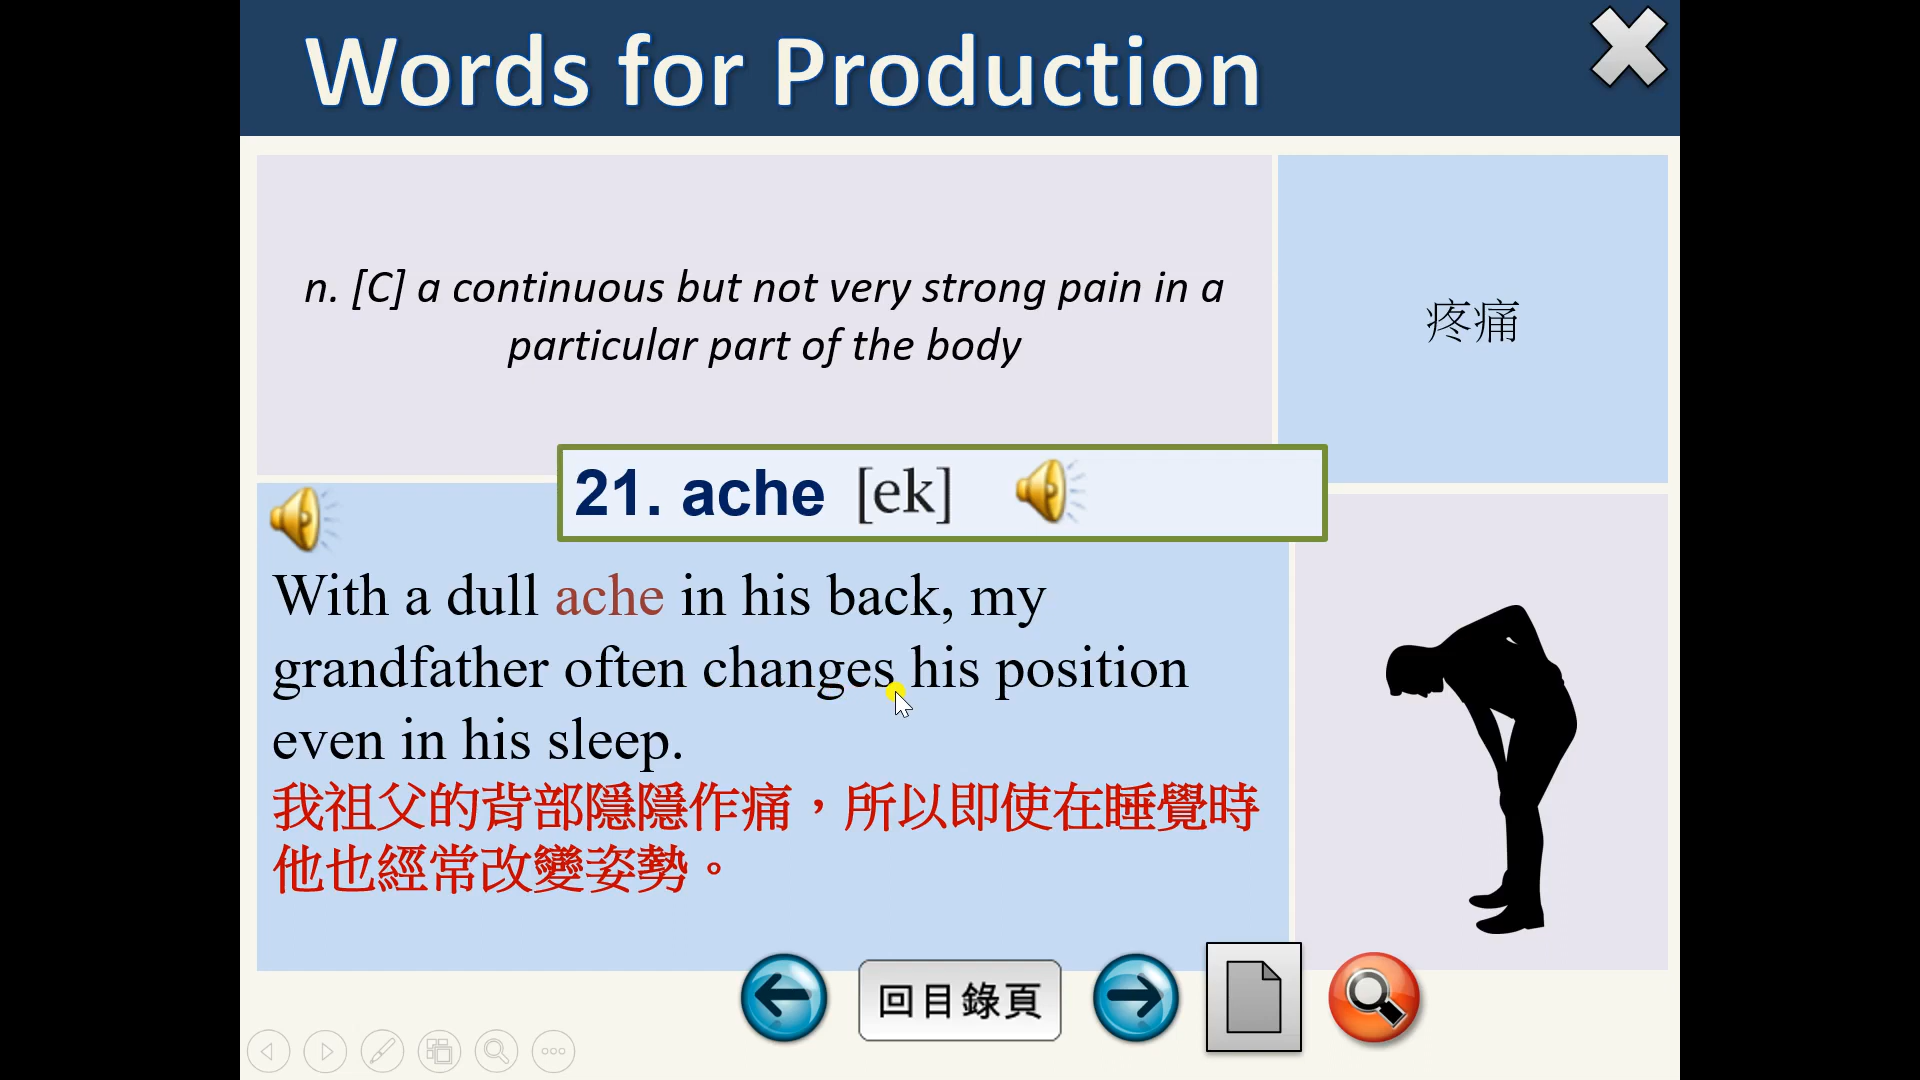 Words for Production
n. [C] a continuous but not very strong pain in a
particular part of the body
疼痛
21. ache [ek]
With a dull ache in his back, my
grandfather often changes his position
even in his sleep.
我祖父的背部隱隱作痛，所以即使在睡覺時
他也經常改變姿勢。
回目錄頁